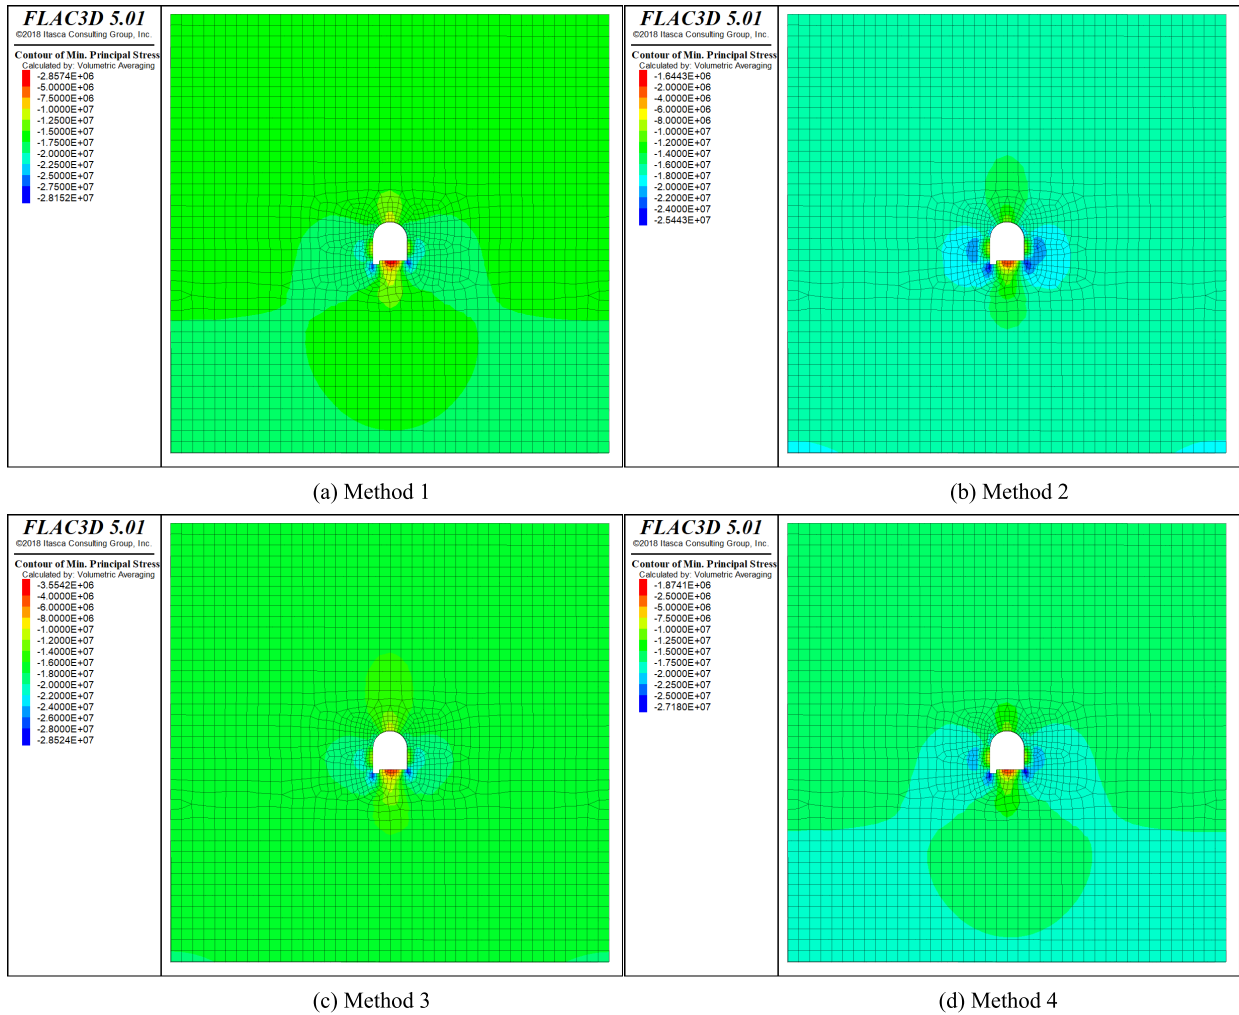 FLAC3D 5.01
©2018 Itasca Consulting Group, Inc.
Contour of Min. Principal Stress
Calculated by: Volumetric Averaging
-2.8574E+06
-5.0000E+06
-7.5000E+06
-1.0000E+07
-1.5000E+07
-1.7500E+07
-2.0000E+07
-2.2500E+07
-2.5000E+07
-2.7500E+07
-2.8152E+07
(a) Method 1
FLAC3D 5.01
©2018 Itasca Consulting Group, Inc.
Contour of Min. Principal Stress
Calculated by: Volumetric Averaging
-1.6443E+06
-2.0000E+06
-4.0000E+06
-6.0000E+06
-8.0000E+06
-1.0000E+07
-1.2000E+07
-1.4000E+07
-1.6000E+07
-1.8000E+07
-2.0000E+07
-2.2000E+07
-2.4000E+07
-2.5443E+07
(b) Method 2
FLAC3D 5.01
©2018 Itasca Consulting Group, Inc.
Contour of Min. Principal Stress
Calculated by: Volumetric Averaging
-3.5542E+06
-4.0000E+06
-6.0000E+06
-8.0000E+06
-1.0000E+07
-1.2000E+07
-1.4000E+07
-1.6000E+07
-1.8000E+07
-2.0000E+07
-2.2000E+07
-2.4000E+07
-2.6000E+07
-2.8000E+07
-2.8524E+07
(c) Method 3
FLAC3D 5.01
©2018 Itasca Consulting Group, Inc.
Contour of Min. Principal Stress
Calculated by: Volumetric Averaging
-1.8741E+06
-2.5000E+06
-5.0000E+06
-7.5000E+06
-1.0000E+07
-1.2500E+07
-1.5000E+07
-1.7500E+07
-2.0000E+07
-2.2500E+07
-2.5000E+07
-2.7180E+07
(d) Method 4